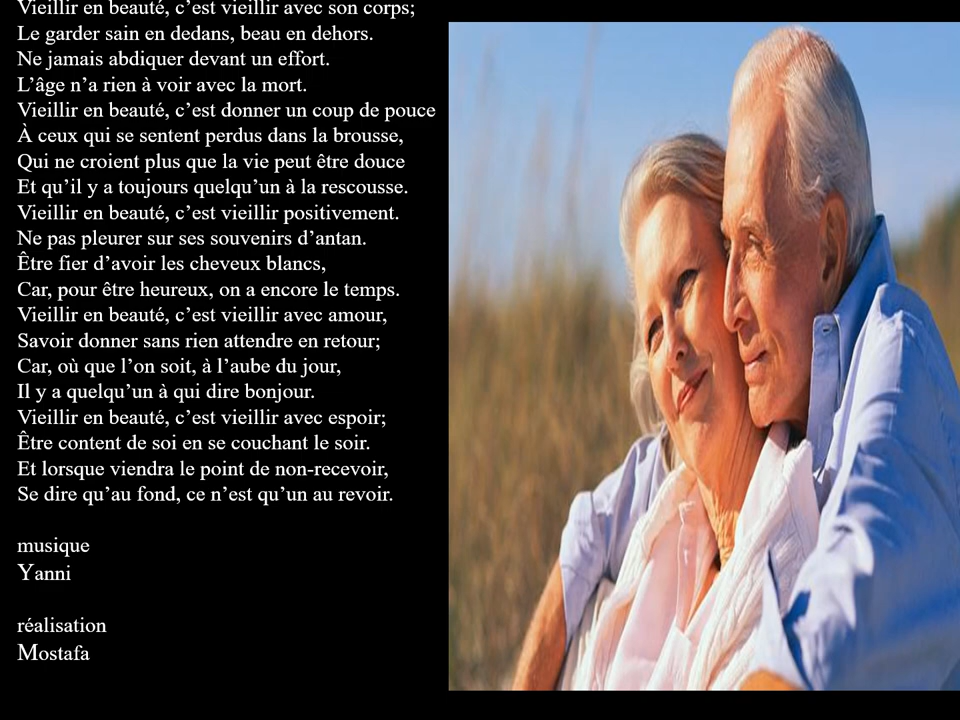 Vieillir en beauté, c’est vieillir avec son corps;
Le garder sain en dedans, beau en dehors.
Ne jamais abdiquer devant un effort.
L’âge n’a rien à voir avec la mort.
Vieillir en beauté, c’est donner un coup de pouce
À ceux qui se sentent perdus dans la brousse,
Qui ne croient plus que la vie peut être douce
Et qu’il y a toujours quelqu’un à la rescousse.
Vieillir en beauté, c’est vieillir positivement.
Ne pas pleurer sur ses souvenirs d’antan.
Être fier d’avoir les cheveux blancs,
Car, pour être heureux, on a encore le temps.
Vieillir en beauté, c’est vieillir avec amour,
Savoir donner sans rien attendre en retour;
Car, où que l’on soit, à l’aube du jour,
Il y a quelqu’un à qui dire bonjour.
Vieillir en beauté, c’est vieillir avec espoir;
Être content de soi en se couchant le soir.
Et lorsque viendra le point de non-recevoir,
Se dire qu’au fond, ce n’est qu’un au revoir.
musique
Yanni
réalisation
Mostafa